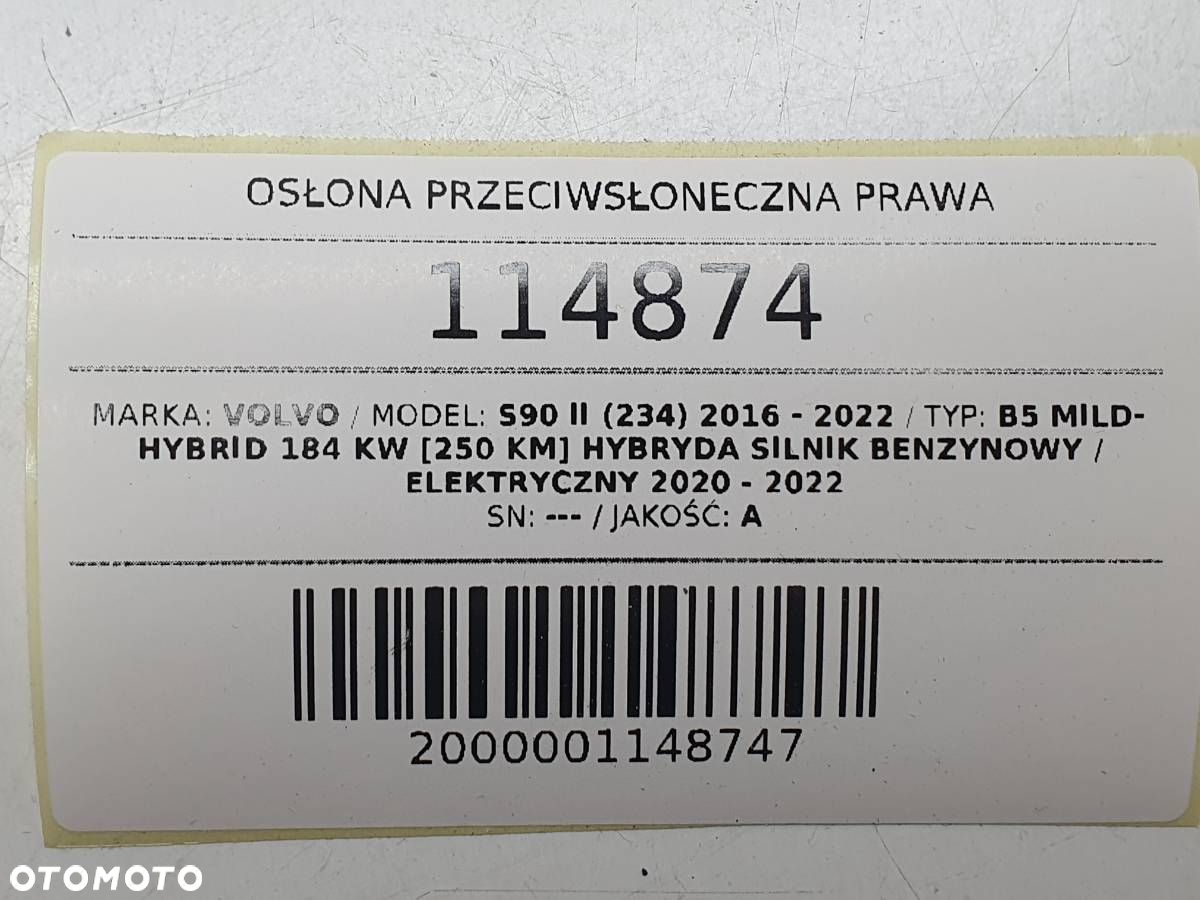 OSŁONA PRZECIWSŁONECZNA PRAWA
114874
MARKA: VOLVO / MODEL: S90 II (234) 2016 - 2022 / TYP: B5 MILD-
HYBRID 184 KW [250 KM] HYBRYDA SILNIK BENZYNOWY /
ELEKTRYCZNY 2020 - 2022
SN: --- / JAKOŚĆ: A
2000001148747
OTOMOTO